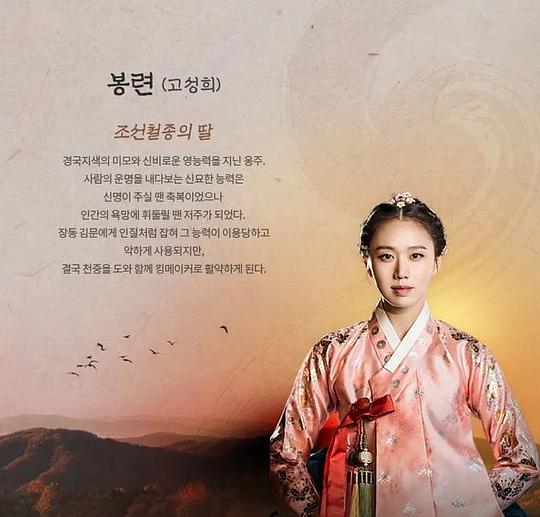 봉련 (고성희)
조선철종의 딸
경국지색의 미모와 신비로운 영능력을 지닌 옹주.
사람의 운명을 내다보는 신묘한 능력은
신명이 주실 땐 축복이었으나
인간의 욕망에 휘둘릴 땐 저주가 되었다.
장동 김문에게 인질처럼 잡혀 그 능력이 이용당하고
악하게 사용되지만,
결국 천중을 도와 함께 킹메이커로 활약하게 된다.